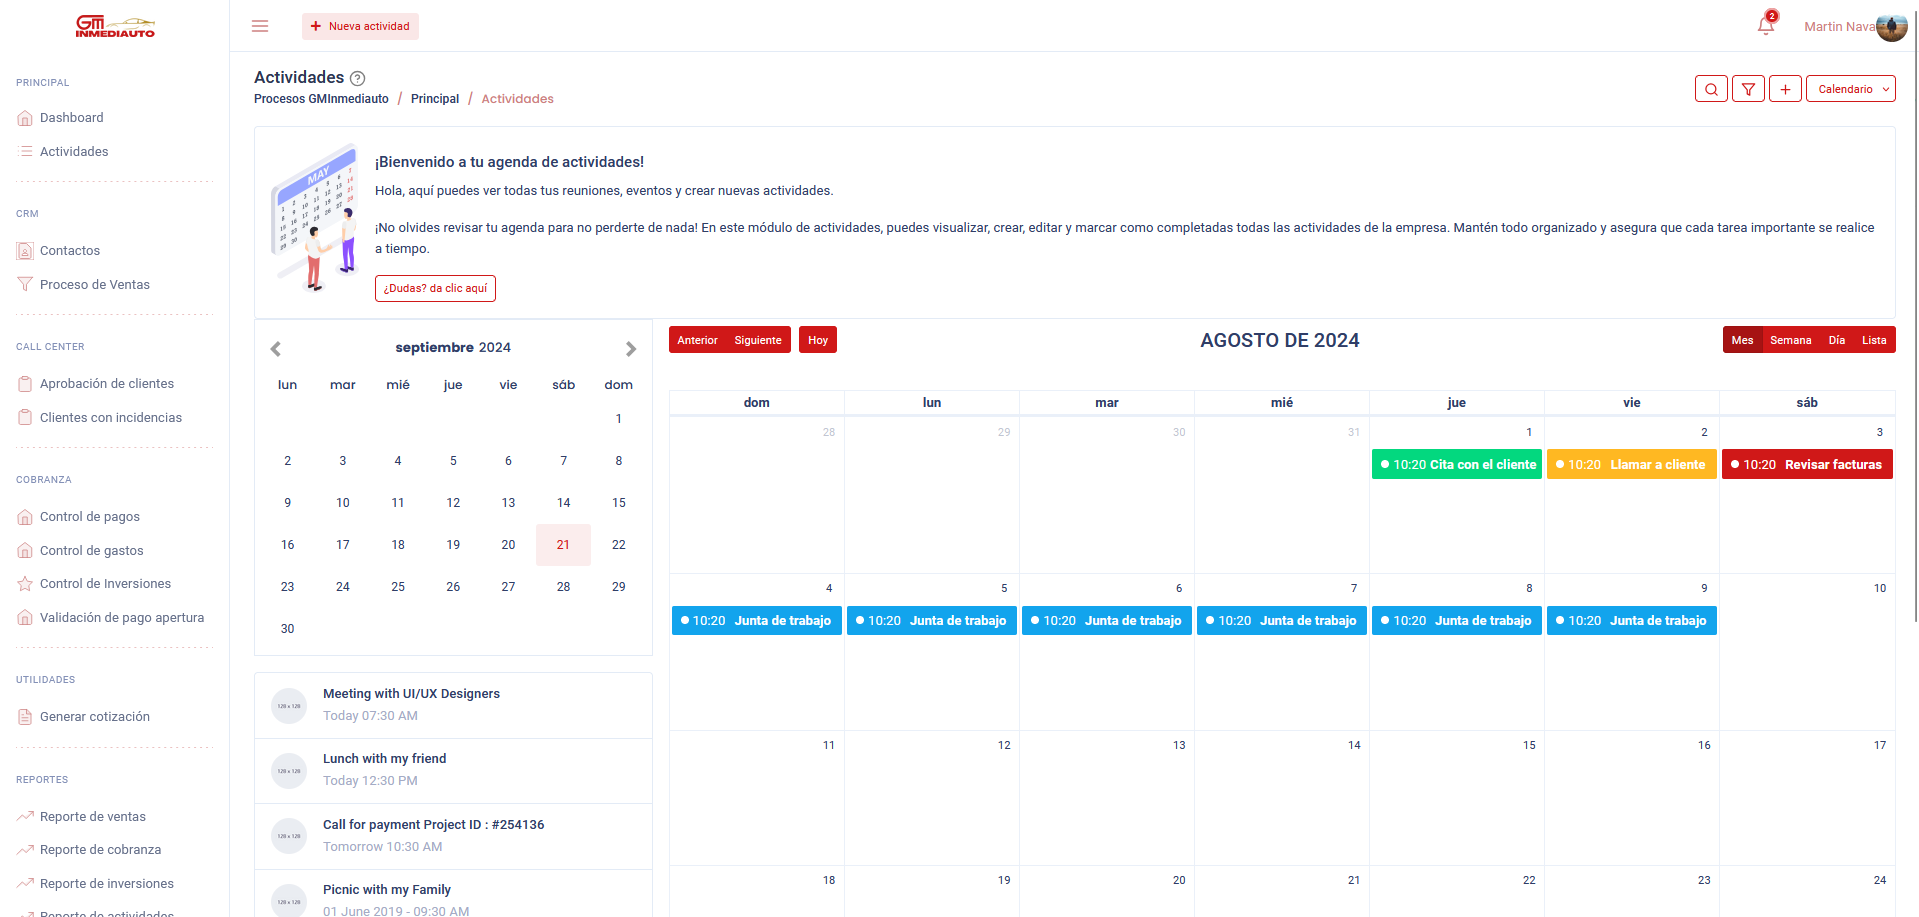 GM
INMEDIAUTO
Nueva actividad
2
Martin Nava
PRINCIPAL
Dashboard
Actividades
CRM
Contactos
Proceso de Ventas
CALL CENTER
Aprobación de clientes
Clientes con incidencias
COBRANZA
Control de pagos
Control de gastos
Control de Inversiones
Validación de pago apertura
UTILIDADES
Generar cotización
REPORTES
Reporte de ventas
Reporte de cobranza
Reporte de inversiones
Reporte de actividades
Actividades
Procesos GMInmediauto / Principal / Actividades
Calendario
MAY
¡Bienvenido a tu agenda de actividades!
Hola, aquí puedes ver todas tus reuniones, eventos y crear nuevas actividades.
¡No olvides revisar tu agenda para no perderte de nada! En este módulo de actividades, puedes visualizar, crear, editar y marcar como completadas todas las actividades de la empresa. Mantén todo organizado y asegura que cada tarea importante se realice
a tiempo.
¿Dudas? da clic aquí
septiembre 2024
lun mar mié jue vie sáb dom
1
2 3 4 5 6 7 8
9 10 11 12 13 14 15
16 17 18 19 20 21 22
23 24 25 26 27 28 29
30
Meeting with UI/UX Designers
Today 07:30 AM
Lunch with my friend
Today 12:30 PM
Call for payment Project ID : #254136
Tomorrow 10:30 AM
Picnic with my Family
01 June 2019 - 09:30 AM
128 x 128
128 x 128
128 x 128
128 x 128
Anterior Siguiente Hoy
AGOSTO DE 2024
Mes Semana Día Lista
dom lun mar mié jue vie sáb
28 29 30 31 1 2 3
10:20 Cita con el cliente 10:20 Llamar a cliente 10:20 Revisar facturas
4 5 6 7 8 9 10
10:20 Junta de trabajo 10:20 Junta de trabajo 10:20 Junta de trabajo 10:20 Junta de trabajo 10:20 Junta de trabajo 10:20 Junta de trabajo
11 12 13 14 15 16 17
18 19 20 21 22 23 24